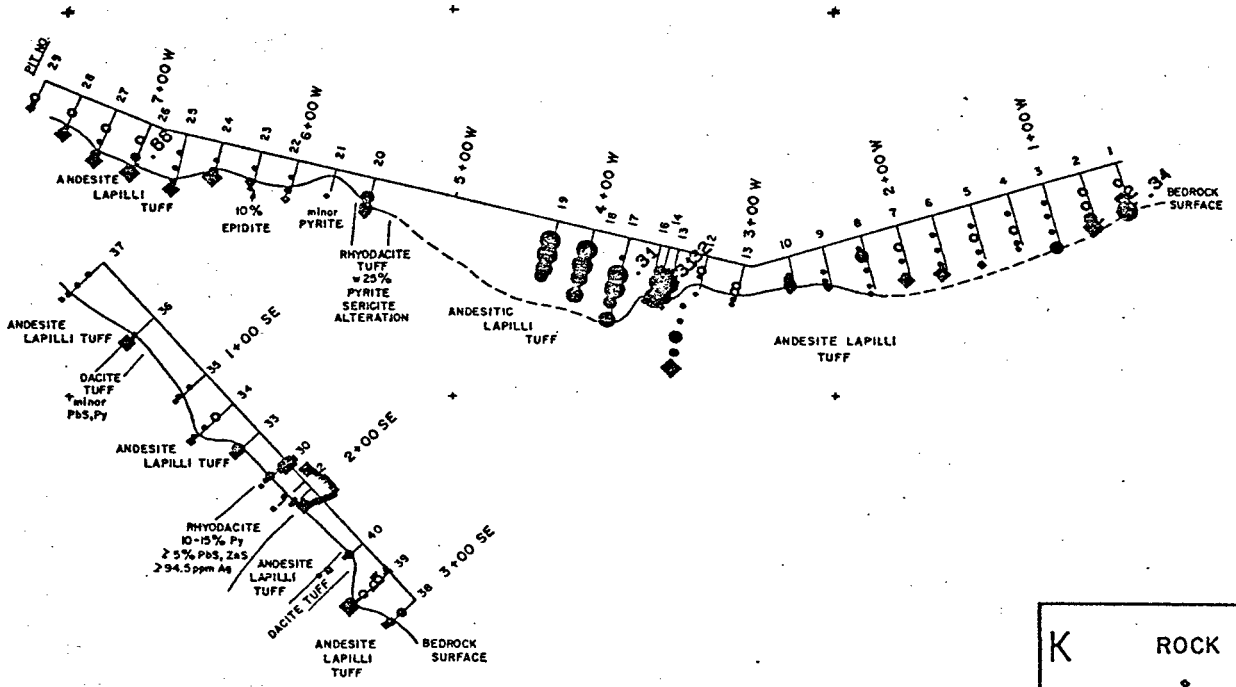 PIT NO.
29
28
27
7+00 W
26
.88
25
24
23
22
6+00 W
21
20
5+00 W
19
4+00 W
18
17
.31
16
13
14
12
3+00 W
13
10
9
8
2+00W
7
6
5
4
1+00W
3
2
1
.34
BEDROCK
SURFACE
ANDESITE
LAPILLI
TUFF
10%
EPIDITE
minor
PYRITE
RHYODACITE
TUFF
w 25%
PYRITE
SERICITE
ALTERATION
ANDESITIC
LAPILLI
TUFF
ANDESITE LAPILLI
TUFF
37
ANDESITE
LAPILLI TUFF
36
DACITE
TUFF
minor
PbS,Py
35
1+00 SE
34
33
ANDESITE
LAPILLI TUFF
30
2+00 SE
RHYODACITE
10-15% Py
≥5% PbS, ZnS
≥94.5ppm Ag
ANDESITE
LAPILLI
TUFF
DACITE TUFF
40
39
3+00 SE
38
ANDESITE
LAPILLI
TUFF
BEDROCK
SURFACE
K ROCK